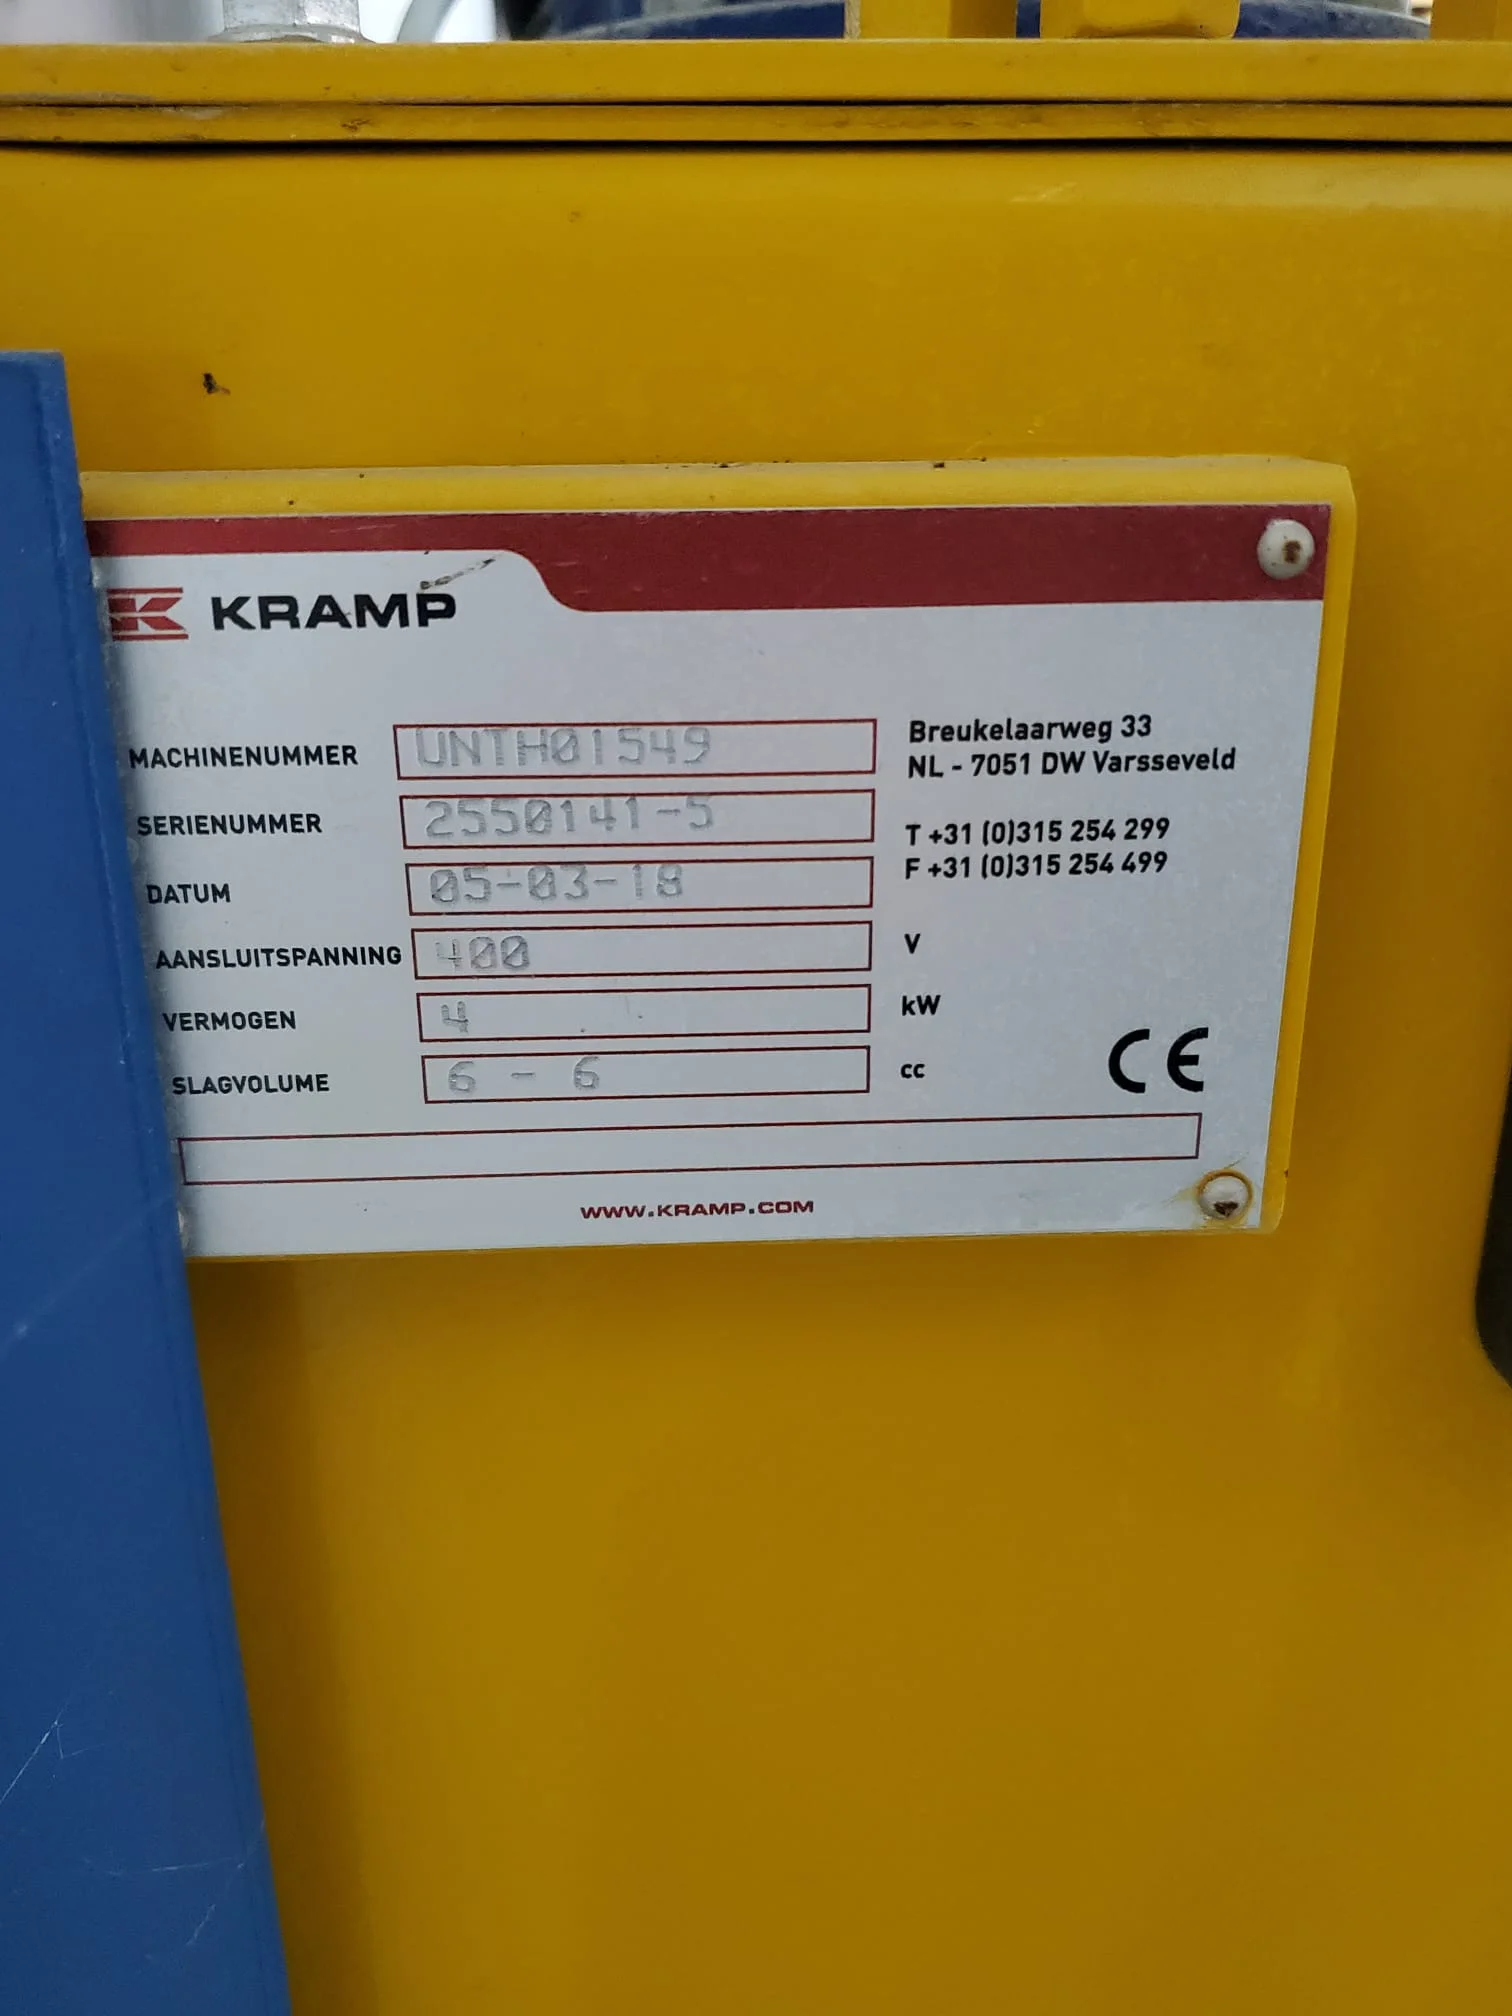 KRAMP
MACHINENUMMER UNTH01549
SERIENUMMER 2550141-5
DATUM 05-03-18
AANSLUITSPANNING 400 V
VERMOGEN 4 kW
SLAGVOLUME 6 - 6 cc
Breukelaarweg 33
NL - 7051 DW Varsseveld
T +31 (0)315 254 299
F +31 (0)315 254 499
CE
WWW.KRAMP.COM